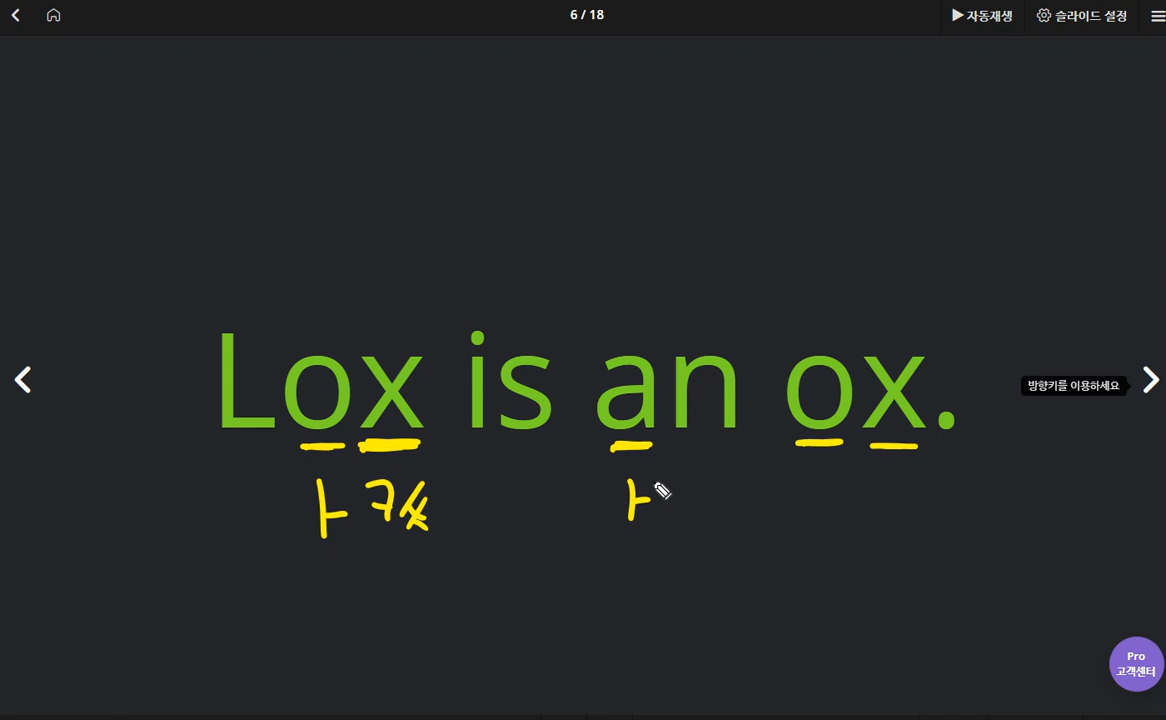 6 / 18
▶ 자동재생
슬라이드 설정
Lox is an ox.
방향키를 이용하세요
ㅏ ㅋㅆ
ㅏ
Pro
고객센터